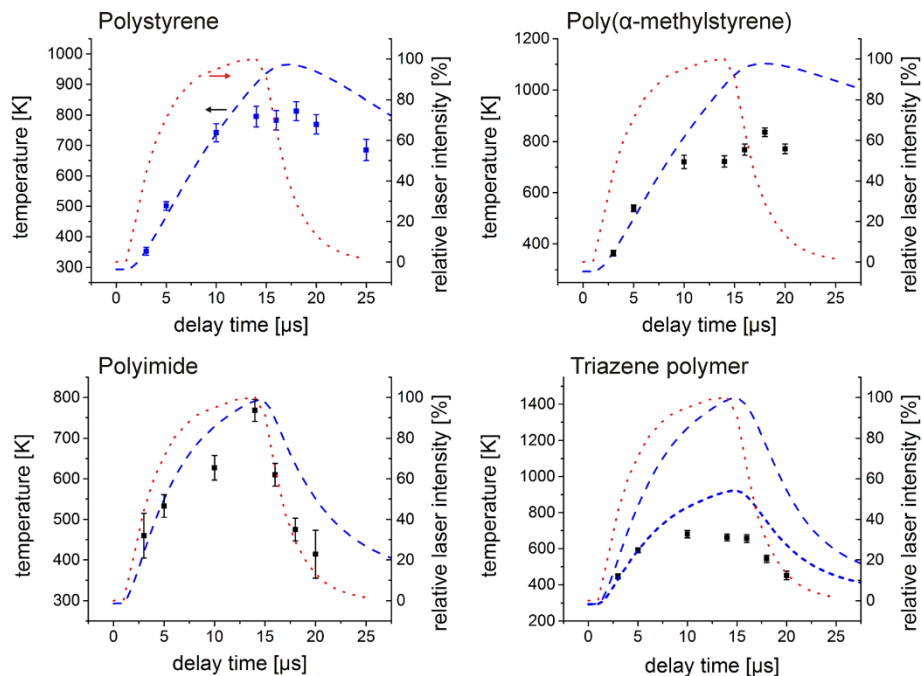 Polystyrene
1000
900
800
700
600
500
400
300
temperature [K]
100
80
60
40
20
0
relative laser intensity [%]
0 5 10 15 20 25
delay time [µs]
Poly(α-methylstyrene)
1200
1000
800
600
400
temperature [K]
100
80
60
40
20
0
relative laser intensity [%]
0 5 10 15 20 25
delay time [µs]
Polyimide
800
700
600
500
400
300
temperature [K]
100
80
60
40
20
0
relative laser intensity [%]
0 5 10 15 20 25
delay time [µs]
Triazene polymer
1400
1200
1000
800
600
400
200
temperature [K]
100
80
60
40
20
0
relative laser intensity [%]
0 5 10 15 20 25
delay time [µs]